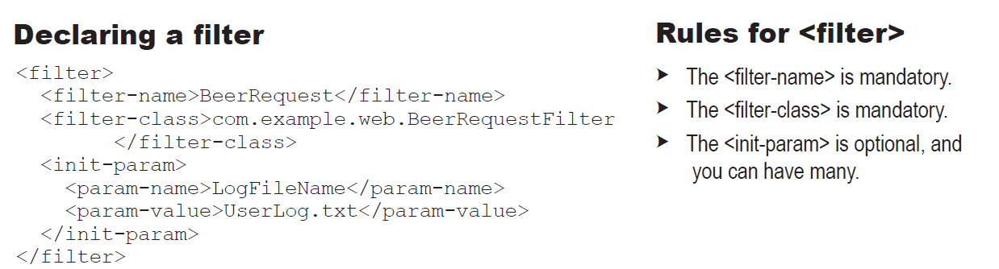 Declaring a filter
<filter>
<filter-name>BeerRequest</filter-name>
<filter-class>com.example.web.BeerRequestFilter
</filter-class>
<init-param>
<param-name>LogFileName</param-name>
<param-value>UserLog.txt</param-value>
</init-param>
</filter>
Rules for <filter>
The <filter-name> is mandatory.
The <filter-class> is mandatory.
The <init-param> is optional, and
you can have many.